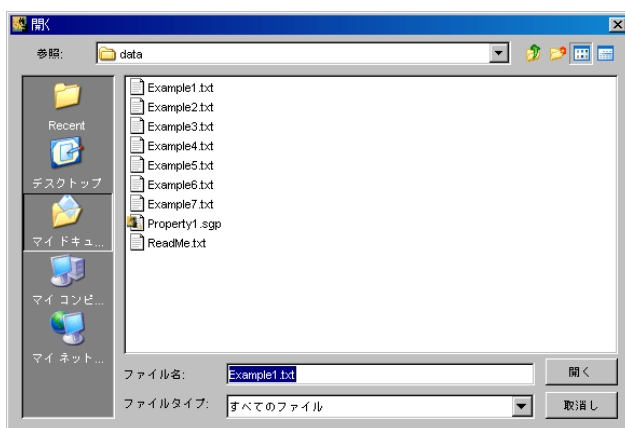 開く
参照:
data
Recent
デスクトップ
マイ ドキュ...
マイ コンピ...
マイ ネット...
Example1.txt
Example2.txt
Example3.txt
Example4.txt
Example5.txt
Example6.txt
Example7.txt
Property1.sgp
ReadMe.txt
ファイル名:
Example1.txt
開く
ファイルタイプ:
すべてのファイル
取消し